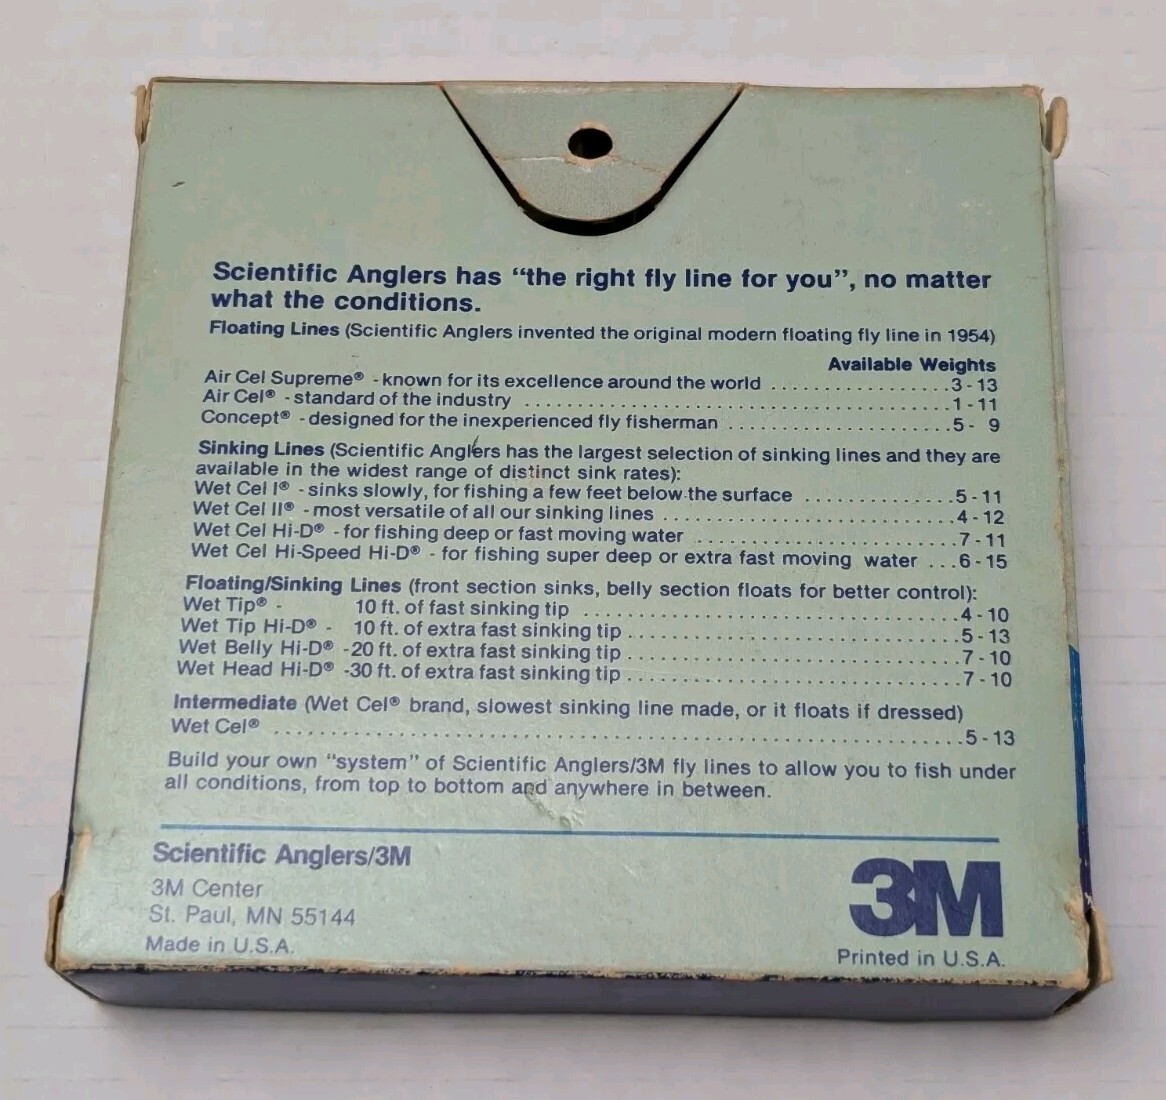 Scientific Anglers has “the right fly line for you”, no matter
what the conditions.
Floating Lines (Scientific Anglers invented the original modern floating fly line in 1954)
Available Weights
Air Cel Supreme® - known for its excellence around the world ................. 3 - 13
Air Cel® - standard of the industry ....................................... 1 - 11
Concept® - designed for the inexperienced fly fisherman ..................... 5 - 9
Sinking Lines (Scientific Anglers has the largest selection of sinking lines and they are
available in the widest range of distinct sink rates):
Wet Cel I® - sinks slowly, for fishing a few feet below the surface .............. 5 - 11
Wet Cel II® - most versatile of all our sinking lines ........................... 4 - 12
Wet Cel Hi-D® - for fishing deep or fast moving water ........................ 7 - 11
Wet Cel Hi-Speed Hi-D® - for fishing super deep or extra fast moving water ... 6 - 15
Floating/Sinking Lines (front section sinks, belly section floats for better control):
Wet Tip® - 10 ft. of fast sinking tip ................................... 4 - 10
Wet Tip Hi-D® - 10 ft. of extra fast sinking tip ............................... 5 - 13
Wet Belly Hi-D® - 20 ft. of extra fast sinking tip ............................... 7 - 10
Wet Head Hi-D® - 30 ft. of extra fast sinking tip ............................... 7 - 10
Intermediate (Wet Cel® brand, slowest sinking line made, or it floats if dressed)
Wet Cel® ............................................................... 5 - 13
Build your own “system” of Scientific Anglers/3M fly lines to allow you to fish under
all conditions, from top to bottom and anywhere in between.
Scientific Anglers/3M
3M Center
St. Paul, MN 55144
Made in U.S.A.
3M
Printed in U.S.A.